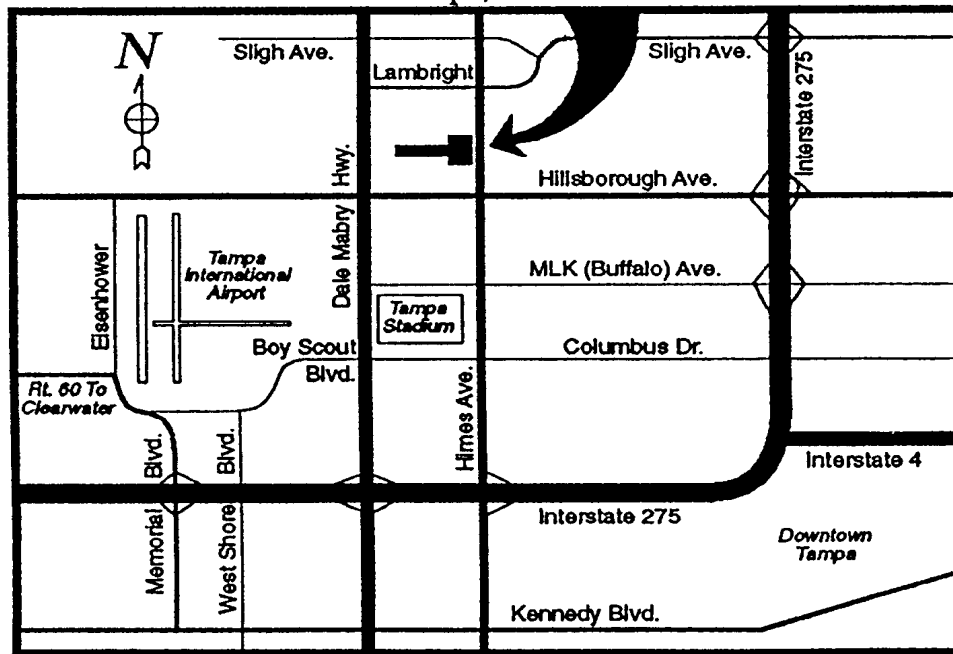 N
Sligh Ave.
Sligh Ave.
Lambright
Interstate 275
Hwy.
Hillsborough Ave.
Dale Mabry
Eisenhower
Tampa
International
Airport
MLK (Buffalo) Ave.
Tampa
Stadium
Boy Scout
Blvd.
Columbus Dr.
Rt. 60 To
Clearwater
Himes Ave.
Memorial Blvd.
West Shore Blvd.
Interstate 4
Interstate 275
Downtown
Tampa
Kennedy Blvd.